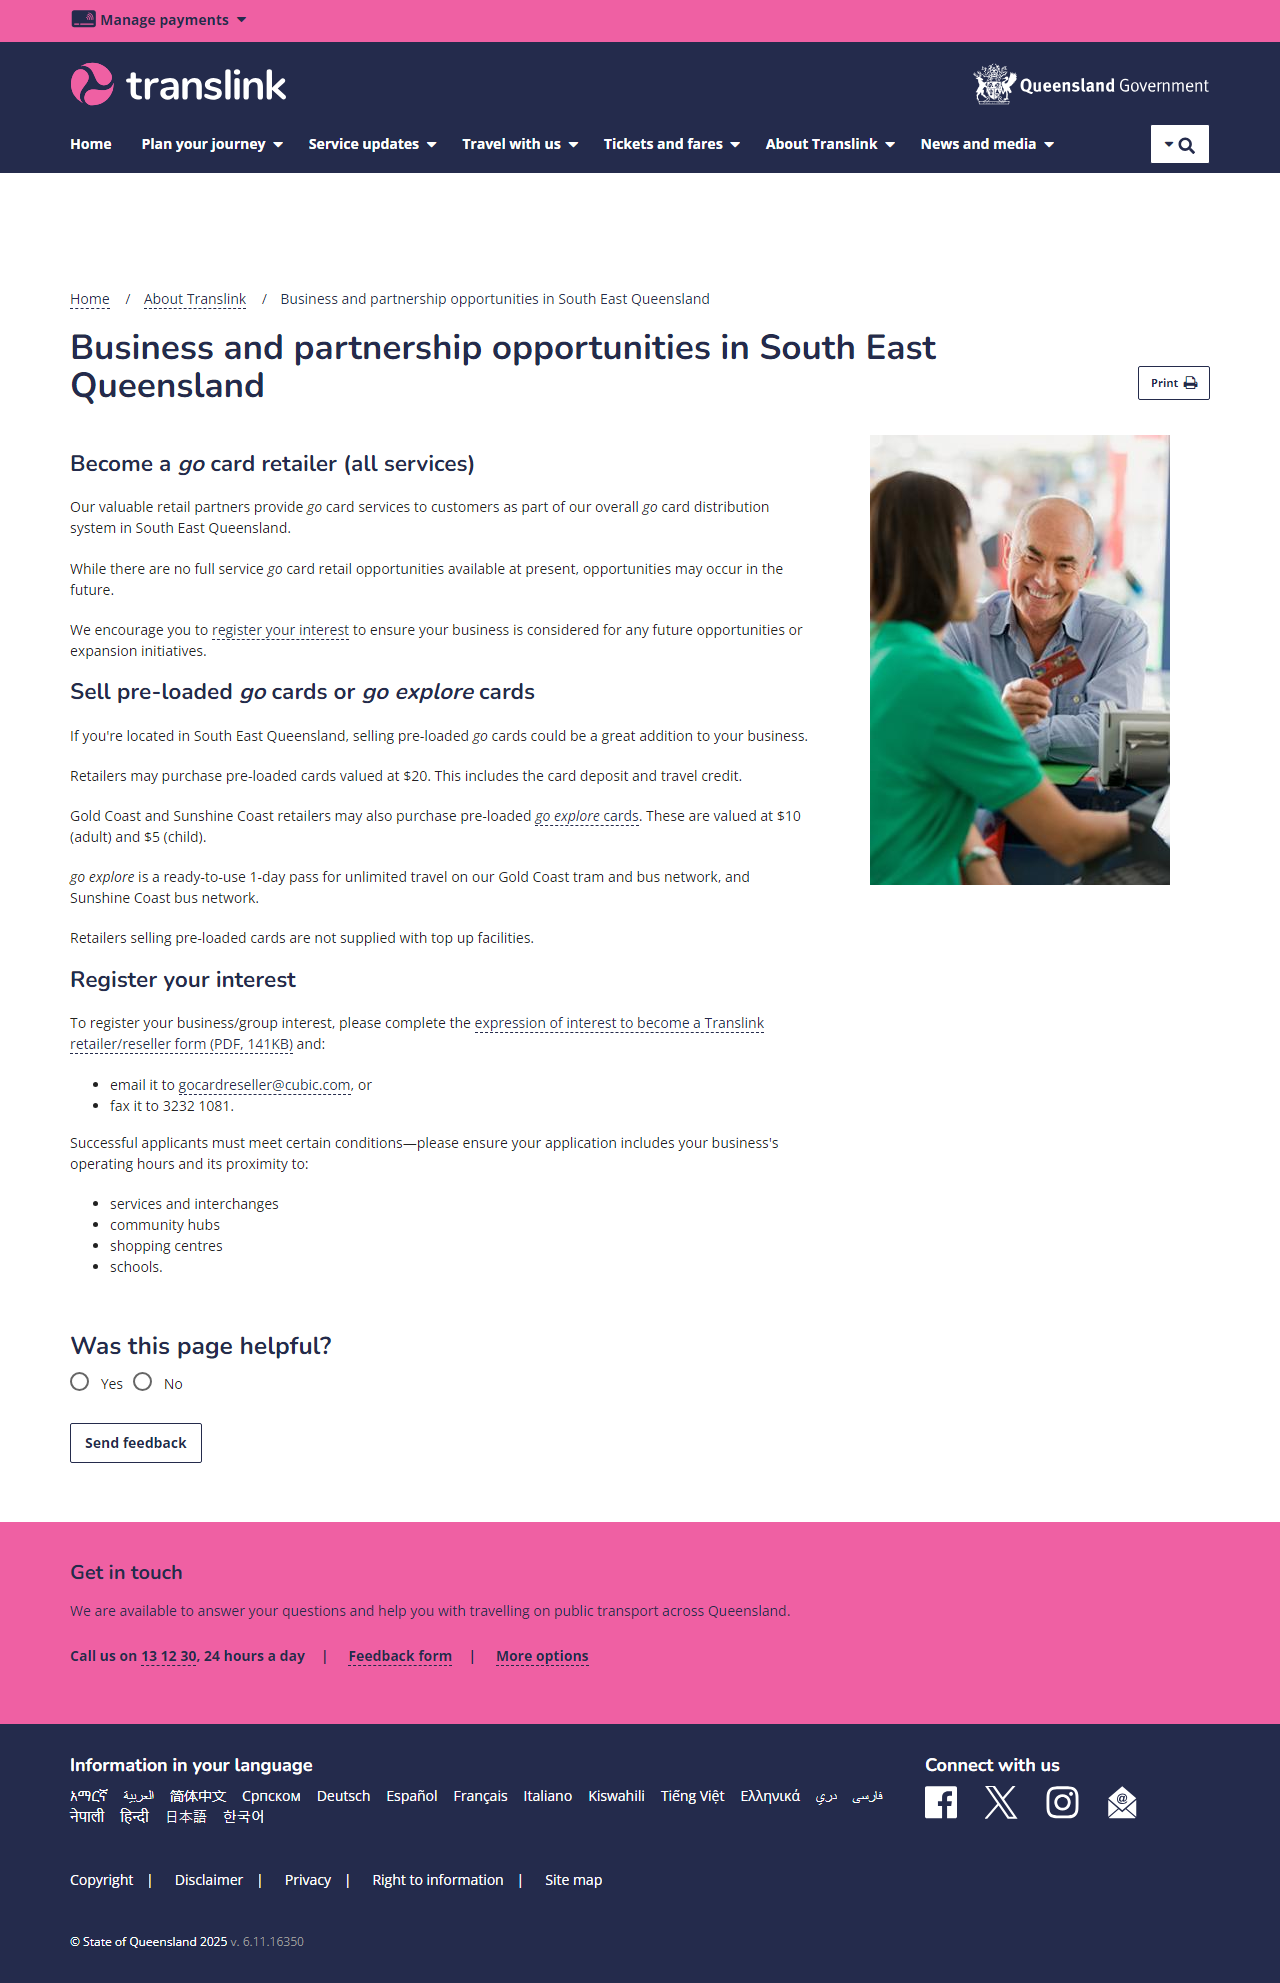 Manage payments
translink
Queensland Government
Home Plan your journey Service updates Travel with us Tickets and fares About Translink News and media
Home / About Translink / Business and partnership opportunities in South East Queensland
Business and partnership opportunities in South East
Queensland
Print
Become a go card retailer (all services)
Our valuable retail partners provide go card services to customers as part of our overall go card distribution
system in South East Queensland.
While there are no full service go card retail opportunities available at present, opportunities may occur in the
future.
We encourage you to register your interest to ensure your business is considered for any future opportunities or
expansion initiatives.
Sell pre-loaded go cards or go explore cards
If you're located in South East Queensland, selling pre-loaded go cards could be a great addition to your business.
Retailers may purchase pre-loaded cards valued at $20. This includes the card deposit and travel credit.
Gold Coast and Sunshine Coast retailers may also purchase pre-loaded go explore cards. These are valued at $10
(adult) and $5 (child).
go explore is a ready-to-use 1-day pass for unlimited travel on our Gold Coast tram and bus network, and
Sunshine Coast bus network.
Retailers selling pre-loaded cards are not supplied with top up facilities.
Register your interest
To register your business/group interest, please complete the expression of interest to become a Translink
retailer/reseller form (PDF, 141KB) and:
• email it to gocardreseller@cubic.com, or
• fax it to 3232 1081.
Successful applicants must meet certain conditions—please ensure your application includes your business's
operating hours and its proximity to:
• services and interchanges
• community hubs
• shopping centres
• schools.
Was this page helpful?
Yes No
Send feedback
Get in touch
We are available to answer your questions and help you with travelling on public transport across Queensland.
Call us on 13 12 30, 24 hours a day | Feedback form | More options
Information in your language
አማርኛ العربية 简体中文 Српском Deutsch Español Français Italiano Kiswahili Tiếng Việt Ελληνικά دري فارسی
नेपाली हिन्दी 日本語 한국어
Connect with us
Copyright | Disclaimer | Privacy | Right to information | Site map
© State of Queensland 2025 v. 6.11.16350